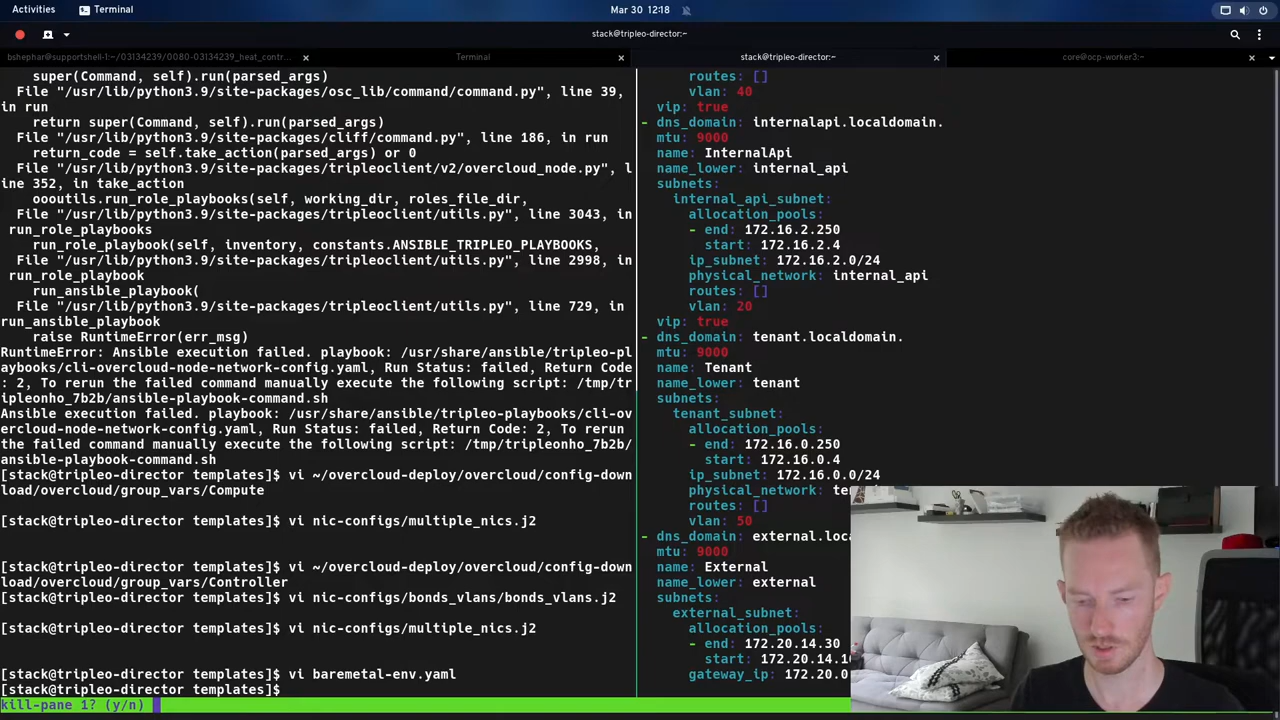 Activities
Terminal
Mar 30 12:18
stack@tripleo-director:~
bshephar@supportshell-1:~/03134239/0080-03134239_heat_contr...
Terminal
stack@tripleo-director:~
core@ocp-worker3:~
super(Command, self).run(parsed_args)
File "/usr/lib/python3.9/site-packages/osc_lib/command/command.py", line 39,
in run
return super(Command, self).run(parsed_args)
File "/usr/lib/python3.9/site-packages/cliff/command.py", line 186, in run
return_code = self.take_action(parsed_args) or 0
File "/usr/lib/python3.9/site-packages/tripleoclient/v2/overcloud_node.py", l
ine 352, in take_action
oooutils.run_role_playbooks(self, working_dir, roles_file_dir,
File "/usr/lib/python3.9/site-packages/tripleoclient/utils.py", line 3043, in
run_role_playbooks
run_role_playbook(self, inventory, constants.ANSIBLE_TRIPLEO_PLAYBOOKS,
File "/usr/lib/python3.9/site-packages/tripleoclient/utils.py", line 2998, in
run_role_playbook
run_ansible_playbook(
File "/usr/lib/python3.9/site-packages/tripleoclient/utils.py", line 729, in
run_ansible_playbook
raise RuntimeError(err_msg)
RuntimeError: Ansible execution failed. playbook: /usr/share/ansible/tripleo-pl
aybooks/cli-overcloud-node-network-config.yaml, Run Status: failed, Return Code
: 2, To rerun the failed command manually execute the following script: /tmp/tr
ipleonho_7b2b/ansible-playbook-command.sh
Ansible execution failed. playbook: /usr/share/ansible/tripleo-playbooks/cli-ov
ercloud-node-network-config.yaml, Run Status: failed, Return Code: 2, To rerun
the failed command manually execute the following script: /tmp/tripleonho_7b2b/
ansible-playbook-command.sh
[stack@tripleo-director templates]$ vi ~/overcloud-deploy/overcloud/config-down
load/overcloud/group_vars/Compute
[stack@tripleo-director templates]$ vi nic-configs/multiple_nics.j2
[stack@tripleo-director templates]$ vi ~/overcloud-deploy/overcloud/config-down
load/overcloud/group_vars/Controller
[stack@tripleo-director templates]$ vi nic-configs/bonds_vlans/bonds_vlans.j2
[stack@tripleo-director templates]$ vi nic-configs/multiple_nics.j2
[stack@tripleo-director templates]$ vi baremetal-env.yaml
[stack@tripleo-director templates]$
routes: []
vlan: 40
vip: true
- dns_domain: internalapi.localdomain.
mtu: 9000
name: InternalApi
name_lower: internal_api
subnets:
internal_api_subnet:
allocation_pools:
- end: 172.16.2.250
start: 172.16.2.4
ip_subnet: 172.16.2.0/24
physical_network: internal_api
routes: []
vlan: 20
vip: true
- dns_domain: tenant.localdomain.
mtu: 9000
name: Tenant
name_lower: tenant
subnets:
tenant_subnet:
allocation_pools:
- end: 172.16.0.250
start: 172.16.0.4
ip_subnet: 172.16.0.0/24
physical_network: ten
routes: []
vlan: 50
- dns_domain: external.loca
mtu: 9000
name: External
name_lower: external
subnets:
external_subnet:
allocation_pools:
- end: 172.20.14.30
start: 172.20.14.1
gateway_ip: 172.20.0
kill-pane 1? (y/n)